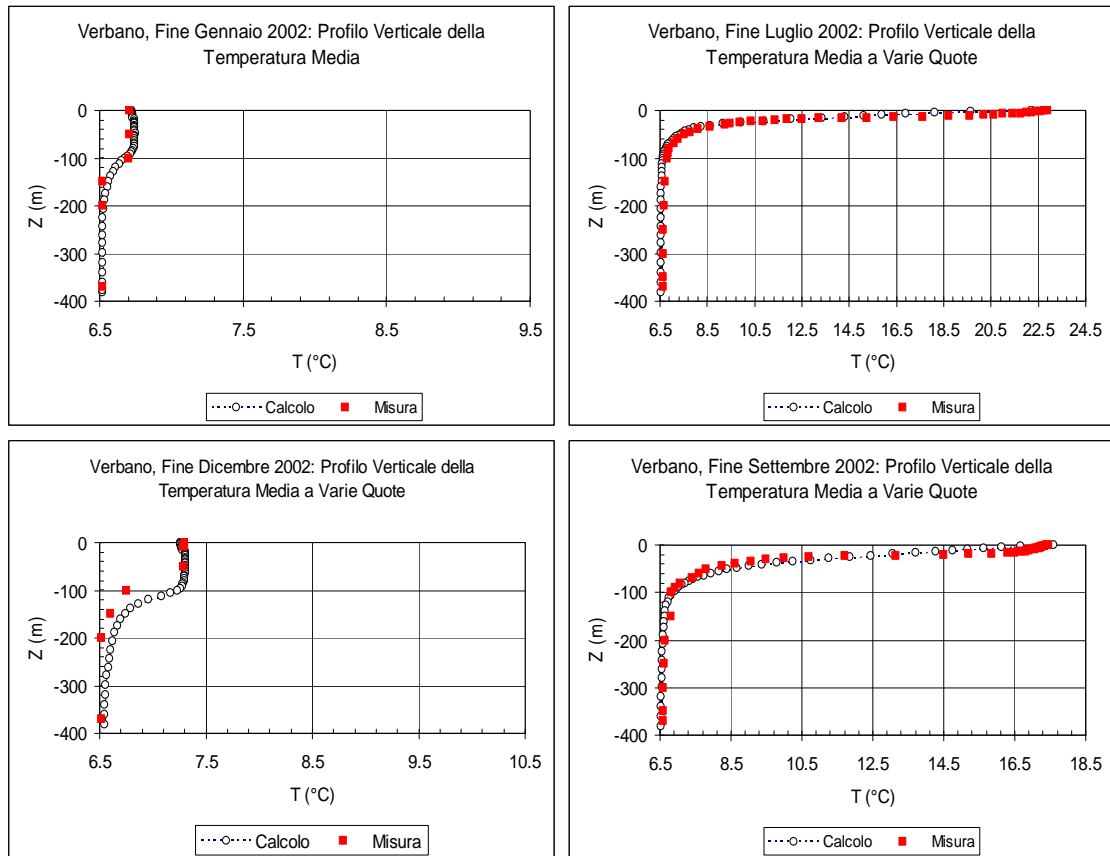 Verbano, Fine Gennaio 2002: Profilo Verticale della
Temperatura Media
0
-100
-200
-300
-400
Z (m)
6.5 7.5 8.5 9.5
T (°C)
Calcolo Misura
Verbano, Fine Luglio 2002: Profilo Verticale della
Temperatura Media a Varie Quote
0
-100
-200
-300
-400
Z (m)
6.5 8.5 10.5 12.5 14.5 16.5 18.5 20.5 22.5 24.5
T (°C)
Calcolo Misura
Verbano, Fine Dicembre 2002: Profilo Verticale della
Temperatura Media a Varie Quote
0
-100
-200
-300
-400
Z (m)
6.5 7.5 8.5 9.5 10.5
T (°C)
Calcolo Misura
Verbano, Fine Settembre 2002: Profilo Verticale della
Temperatura Media a Varie Quote
0
-100
-200
-300
-400
Z (m)
6.5 8.5 10.5 12.5 14.5 16.5 18.5
T (°C)
Calcolo Misura